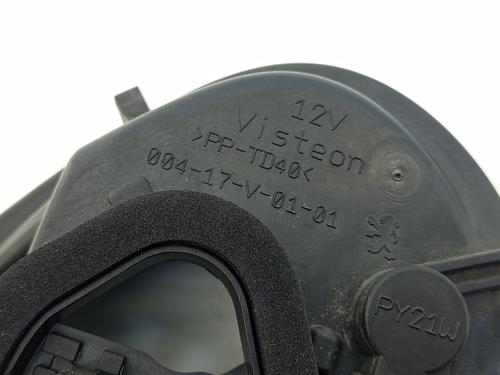 12V
Visteon
>PP-TD40<
004-17-V-01-01
PY21W